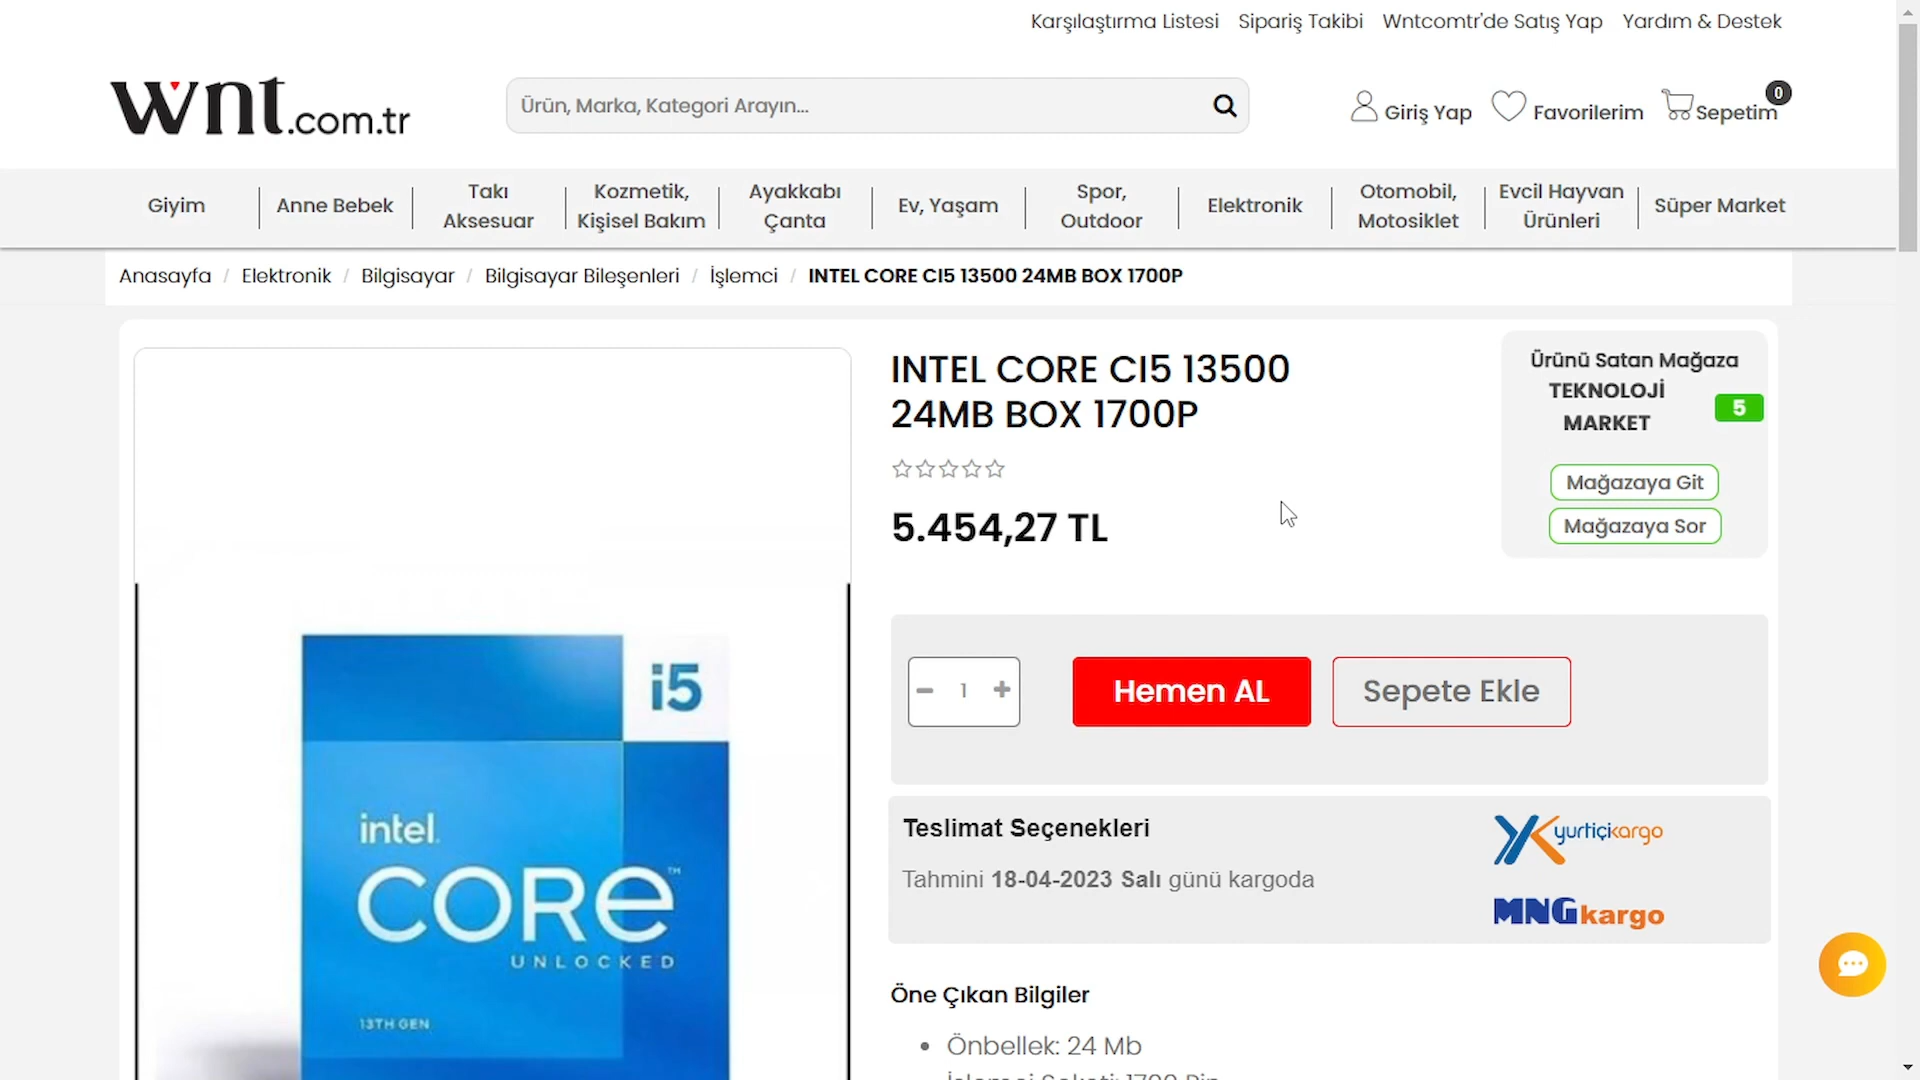 Karşılaştırma Listesi Sipariş Takibi Wntcomtr'de Satış Yap Yardım & Destek
wnt.com.tr
Ürün, Marka, Kategori Arayın...
Giriş Yap
Favorilerim
Sepetim
0
Giyim
Anne Bebek
Takı
Aksesuar
Kozmetik,
Kişisel Bakım
Ayakkabı
Çanta
Ev, Yaşam
Spor,
Outdoor
Elektronik
Otomobil,
Motosiklet
Evcil Hayvan
Ürünleri
Süper Market
Anasayfa / Elektronik / Bilgisayar / Bilgisayar Bileşenleri / İşlemci / INTEL CORE CI5 13500 24MB BOX 1700P
i5
intel.
CORE™
UNLOCKED
13TH GEN
INTEL CORE CI5 13500
24MB BOX 1700P
5.454,27 TL
Ürünü Satan Mağaza
TEKNOLOJİ
MARKET
5
Mağazaya Git
Mağazaya Sor
− 1 +
Hemen AL
Sepete Ekle
Teslimat Seçenekleri
Tahmini 18-04-2023 Salı günü kargoda
yurtiçikargo
MNGkargo
Öne Çıkan Bilgiler
• Önbellek: 24 Mb